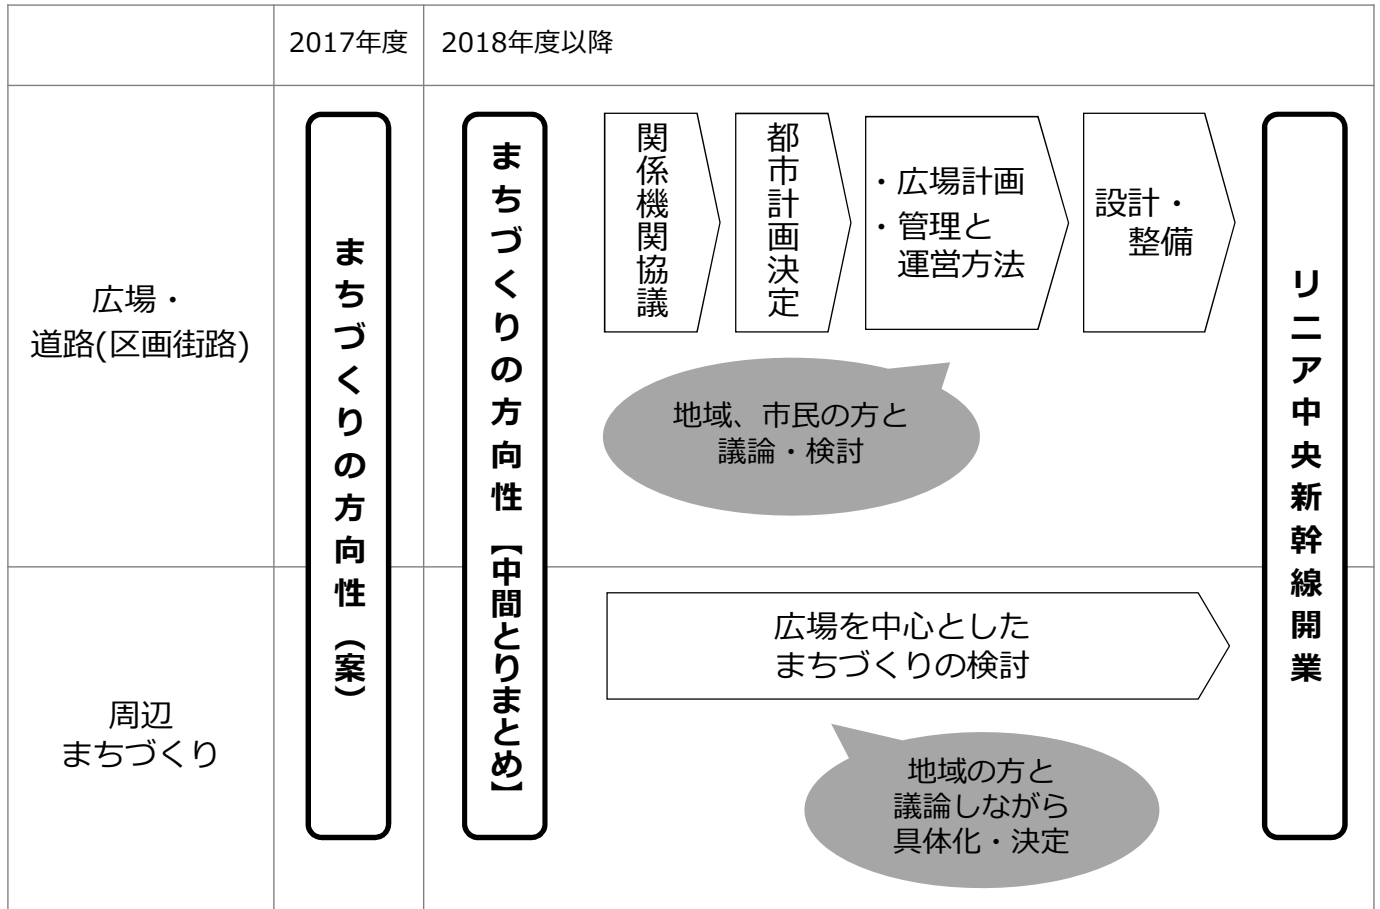 2017年度
2018年度以降
広場・
道路(区画街路)
周辺
まちづくり
まちづくりの方向性（案）
まちづくりの方向性【中間とりまとめ】
関係機関協議
都市計画決定
・広場計画
・管理と
運営方法
設計・
整備
地域、市民の方と
議論・検討
広場を中心とした
まちづくりの検討
地域の方と
議論しながら
具体化・決定
リニア中央新幹線開業